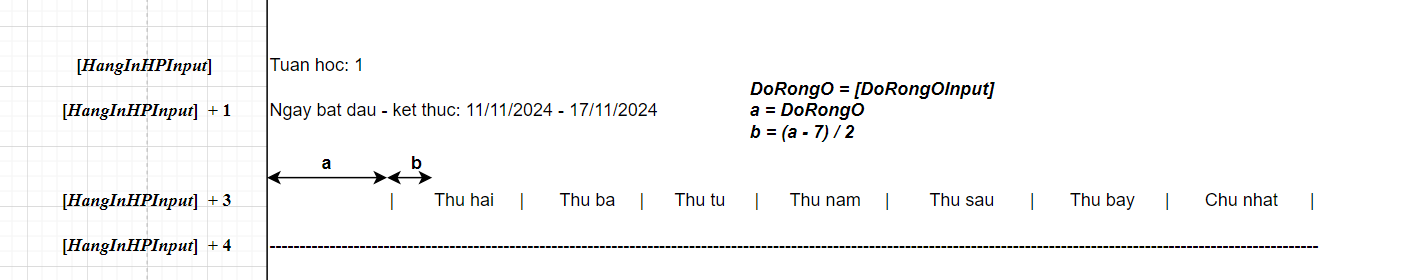 [HangInHPInput] Tuan hoc: 1
DoRongO = [DoRongOInput]
[HangInHPInput] + 1 Ngay bat dau - ket thuc: 11/11/2024 - 17/11/2024 a = DoRongO
b = (a - 7) / 2
a b
[HangInHPInput] + 3 | Thu hai | Thu ba | Thu tu | Thu nam | Thu sau | Thu bay | Chu nhat |
[HangInHPInput] + 4 ------------------------------------------------------------------------------------------------------------------------